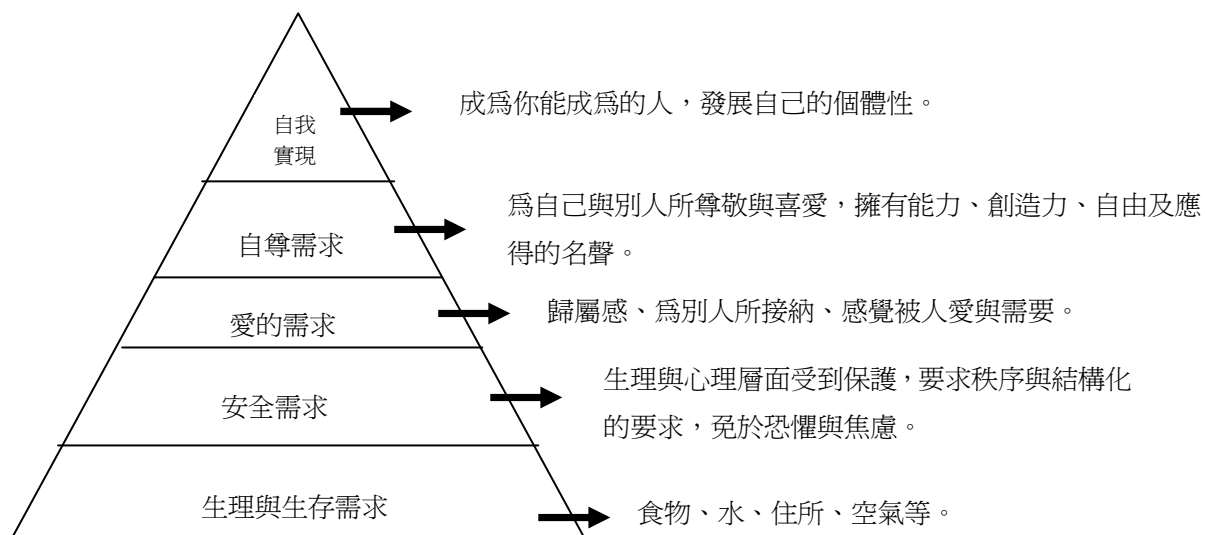 成爲你能成爲的人，發展自己的個體性。
自我
實現
爲自己與別人所尊敬與喜愛，擁有能力、創造力、自由及應
得的名聲。
自尊需求
歸屬感、爲別人所接納、感覺被人愛與需要。
愛的需求
生理與心理層面受到保護，要求秩序與結構化
的要求，免於恐懼與焦慮。
安全需求
生理與生存需求
食物、水、住所、空氣等。